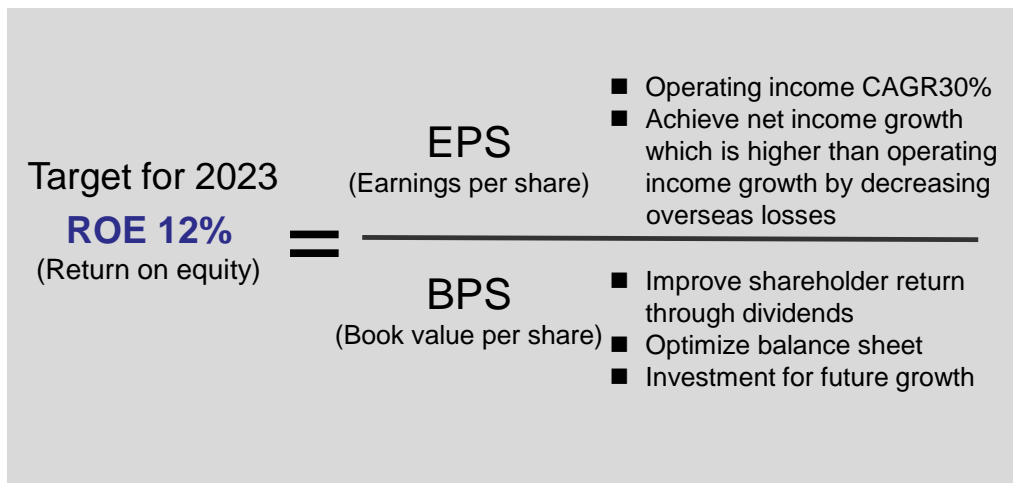 Target for 2023
ROE 12%
(Return on equity)
=
EPS
(Earnings per share)
■ Operating income CAGR30%
■ Achieve net income growth
which is higher than operating
income growth by decreasing
overseas losses
BPS
(Book value per share)
■ Improve shareholder return
through dividends
■ Optimize balance sheet
■ Investment for future growth